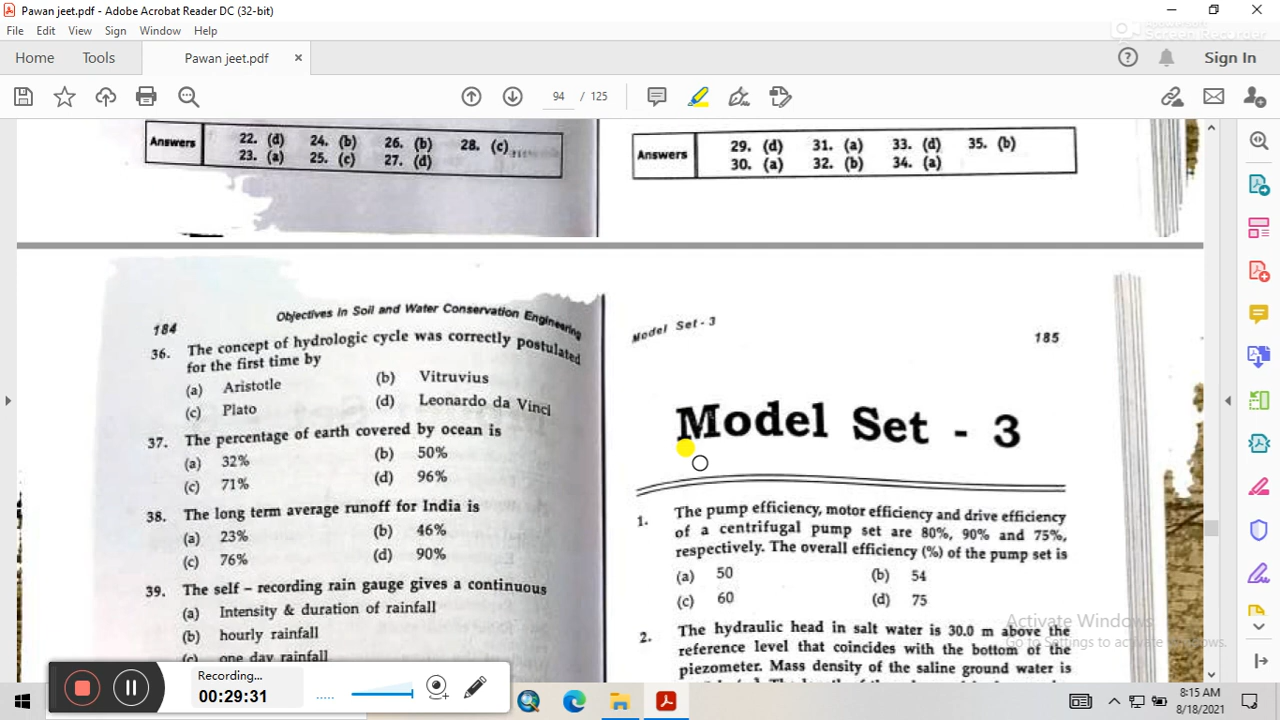 Pawan jeet.pdf - Adobe Acrobat Reader DC (32-bit)
File Edit View Sign Window Help
Screen Recorder
Home Tools Pawan jeet.pdf × Sign In
94 / 125
Answers 22. (d) 24. (b) 26. (b) 28. (c)
23. (a) 25. (c) 27. (d)
Answers 29. (d) 31. (a) 33. (d) 35. (b)
30. (a) 32. (b) 34. (a)
184 Objectives in Soil and Water Conservation Engineering
36. The concept of hydrologic cycle was correctly postulated
for the first time by
(a) Aristotle (b) Vitruvius
(c) Plato (d) Leonardo da Vinci
37. The percentage of earth covered by ocean is
(a) 32% (b) 50%
(c) 71% (d) 96%
38. The long term average runoff for India is
(a) 23% (b) 46%
(c) 76% (d) 90%
39. The self - recording rain gauge gives a continuous
(a) Intensity & duration of rainfall
(b) hourly rainfall
(c) one day rainfall
Model Set - 3 185
Model Set - 3
1. The pump efficiency, motor efficiency and drive efficiency
of a centrifugal pump set are 80%, 90% and 75%,
respectively. The overall efficiency (%) of the pump set is
(a) 50 (b) 54
(c) 60 (d) 75
2. The hydraulic head in salt water is 30.0 m above the
reference level that coincides with the bottom of the
piezometer. Mass density of the saline ground water is
Activate Windows
Go to Settings to activate Windows.
Recording...
00:29:31
8:15 AM
8/18/2021